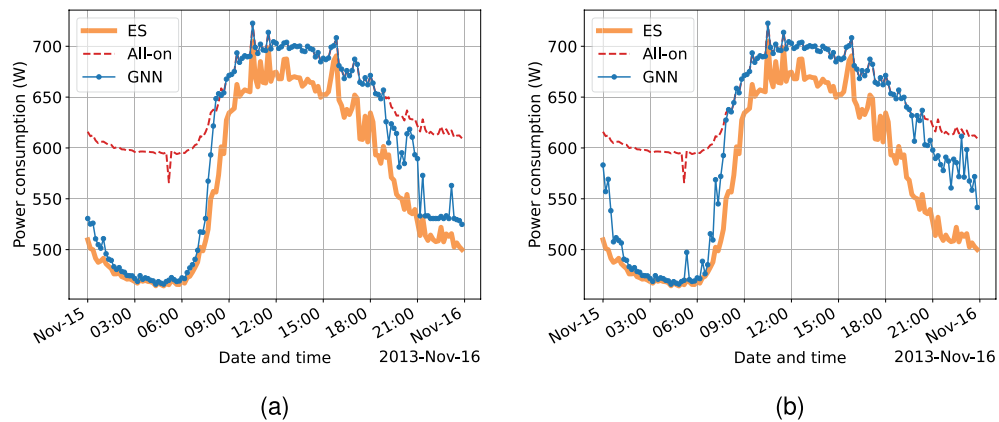 ES
All-on
GNN
Power consumption (W)
700
650
600
550
500
Nov-15
03:00
06:00
09:00
12:00
15:00
18:00
21:00
Nov-16
Date and time
2013-Nov-16
(a)
ES
All-on
GNN
Power consumption (W)
700
650
600
550
500
Nov-15
03:00
06:00
09:00
12:00
15:00
18:00
21:00
Nov-16
Date and time
2013-Nov-16
(b)